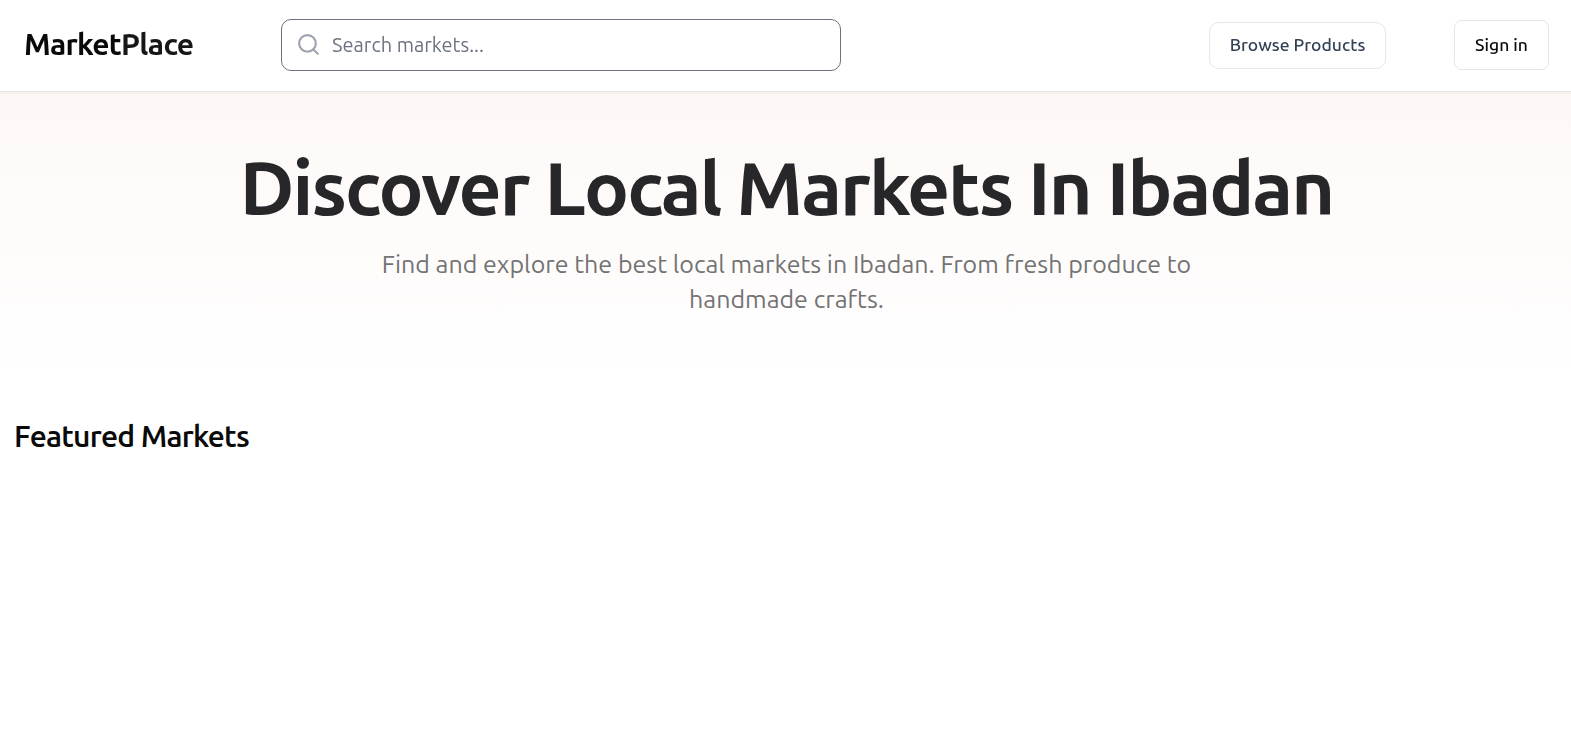 MarketPlace
Search markets...
Browse Products
Sign in
Discover Local Markets In Ibadan
Find and explore the best local markets in Ibadan. From fresh produce to
handmade crafts.
Featured Markets